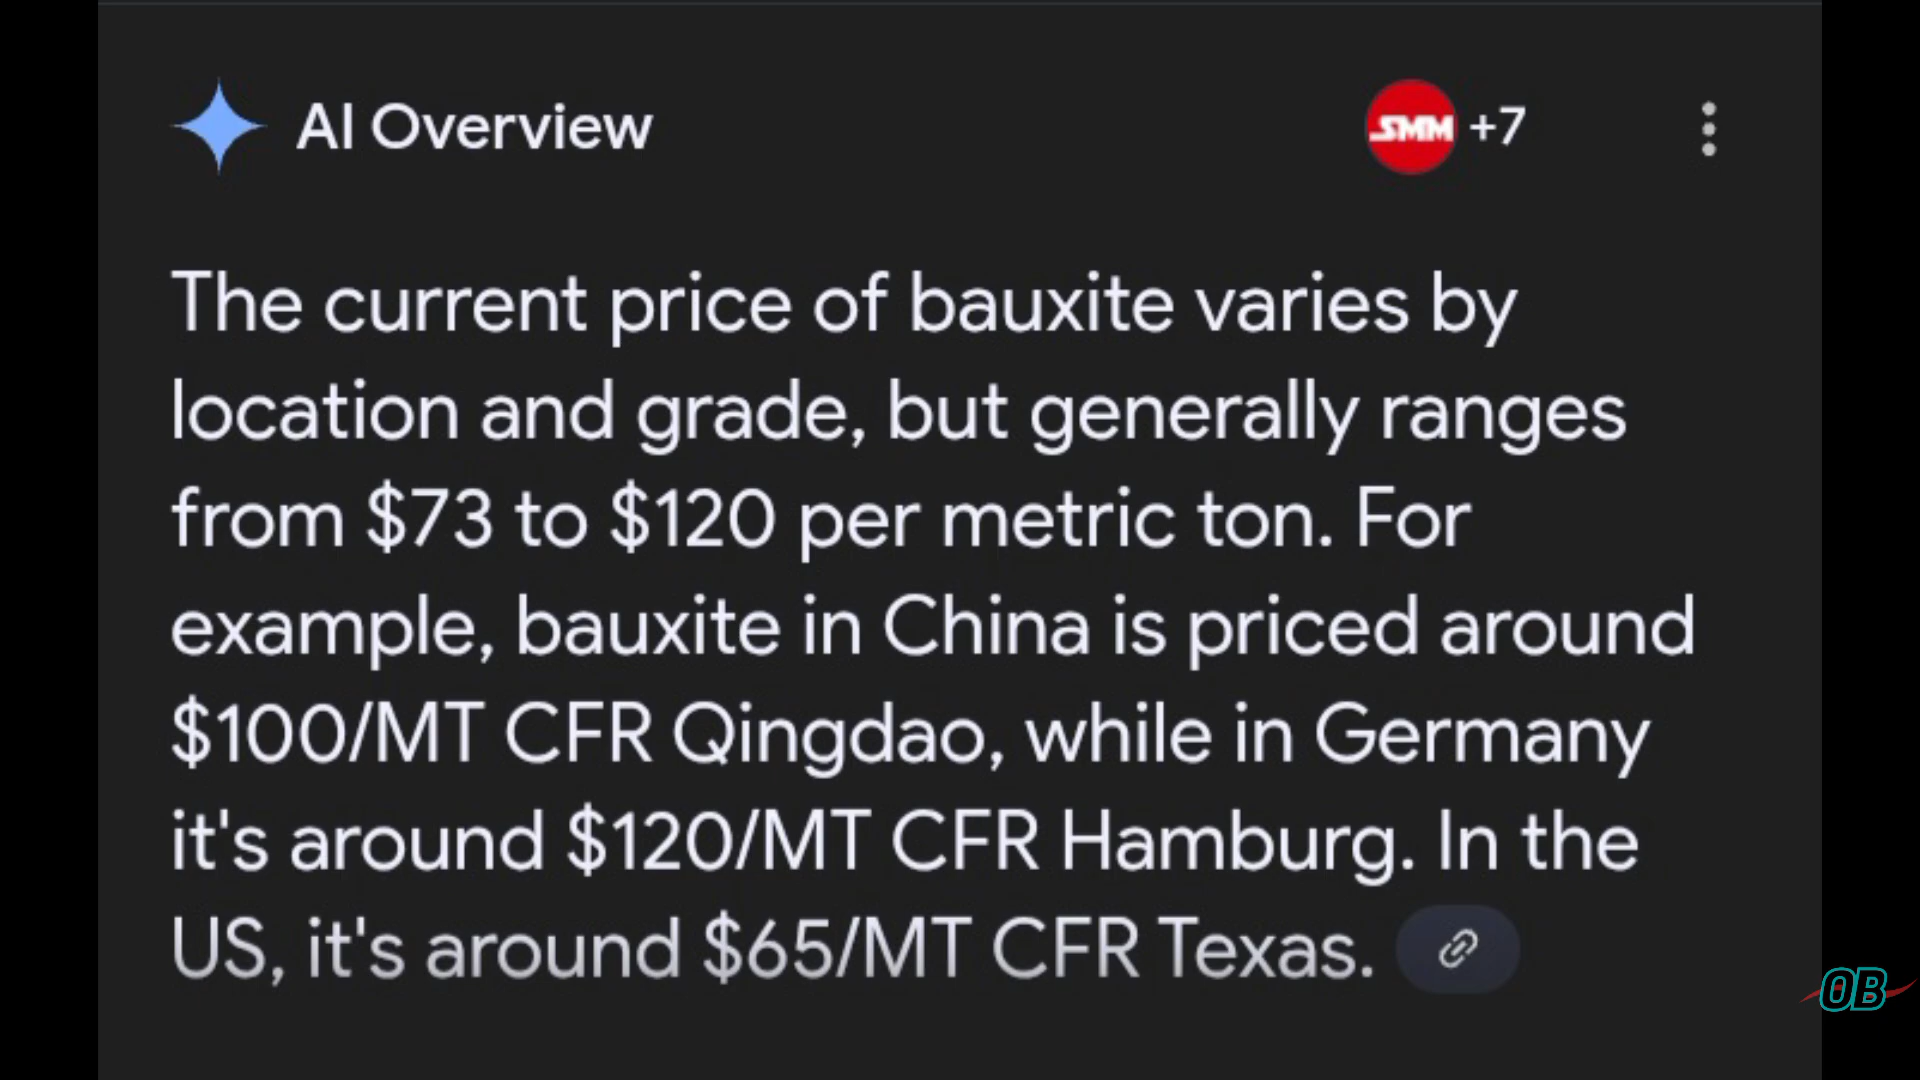 AI Overview
SMM +7
The current price of bauxite varies by
location and grade, but generally ranges
from $73 to $120 per metric ton. For
example, bauxite in China is priced around
$100/MT CFR Qingdao, while in Germany
it's around $120/MT CFR Hamburg. In the
US, it's around $65/MT CFR Texas.
OB